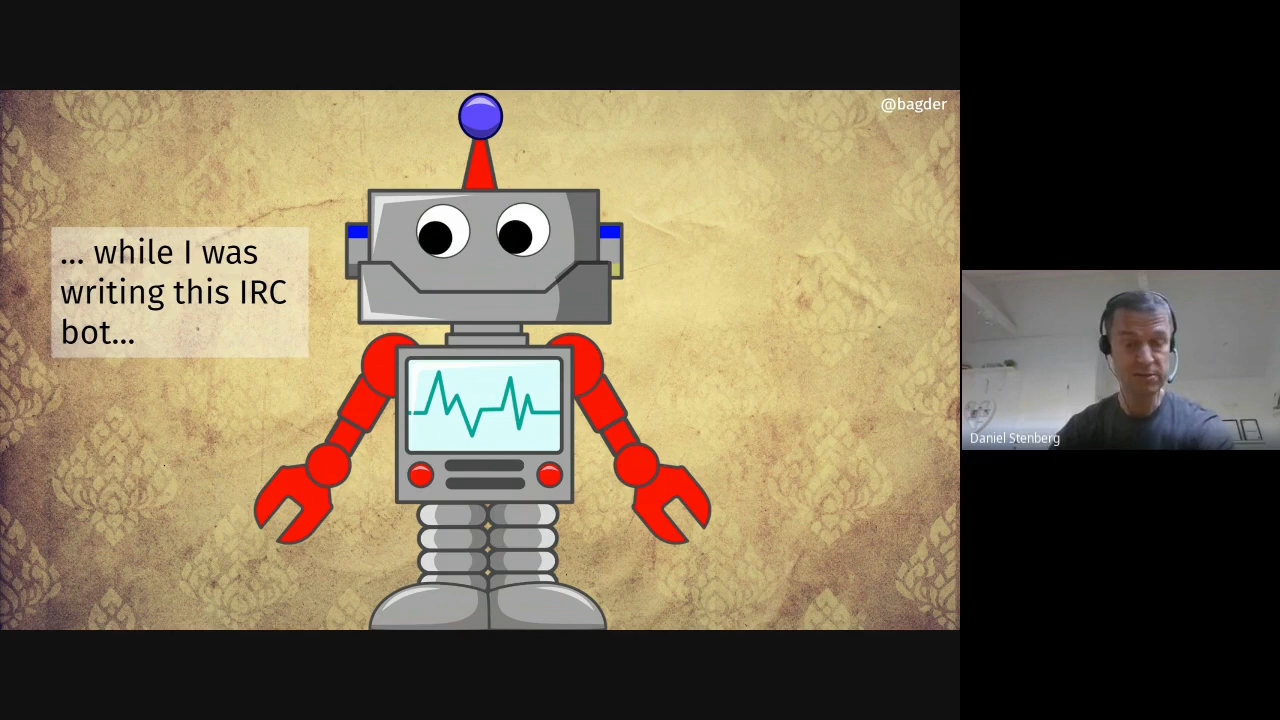 @bagder
... while I was
writing this IRC
bot...
Daniel Stenberg